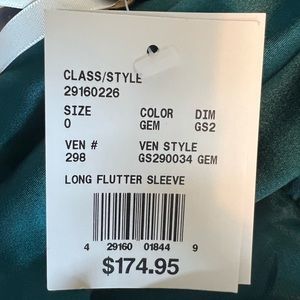 CLASS/STYLE
29160226
SIZE COLOR DIM
0 GEM GS2
VEN # VEN STYLE
298 GS290034 GEM
LONG FLUTTER SLEEVE
4 29160 01844 9
$174.95